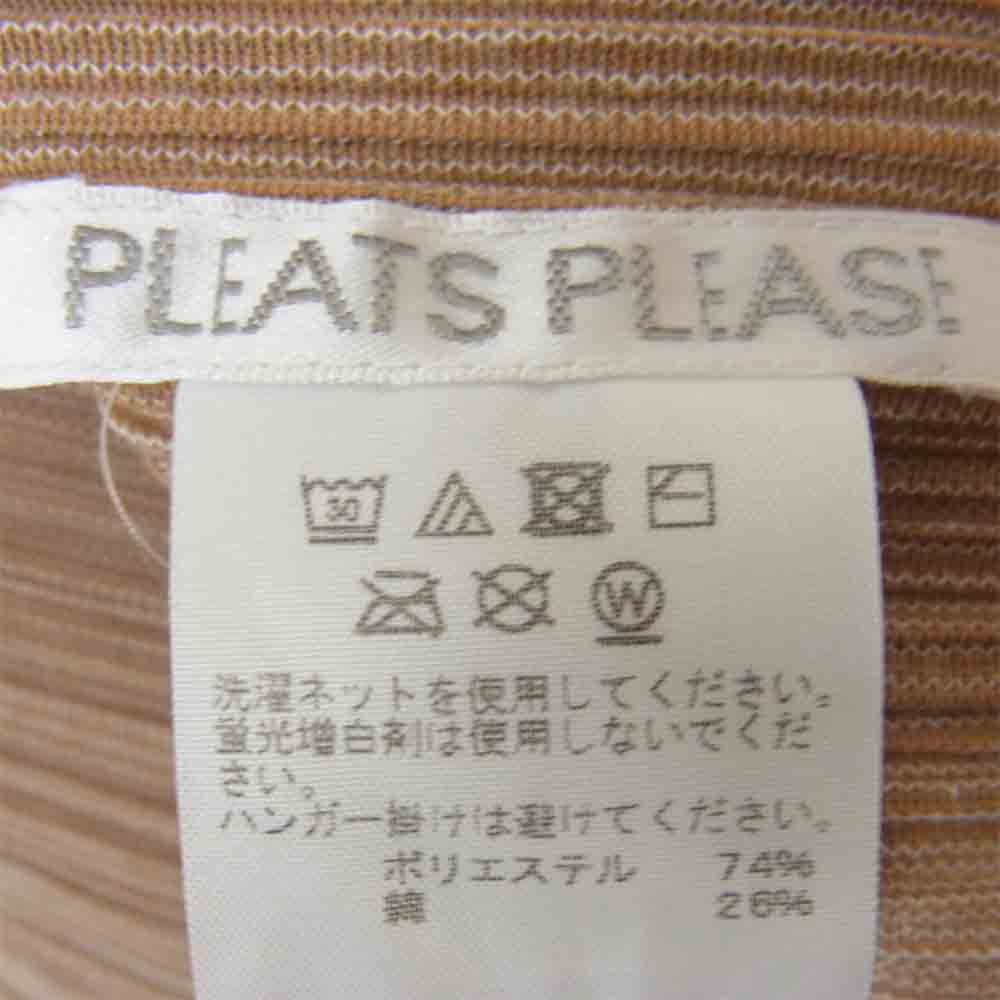 PLEATS PLEASE
30
W
洗濯ネットを使用してください。
蛍光増白剤は使用しないでくだ
さい。
ハンガー掛けは避けてください。
ポリエステル 74%
綿 26%